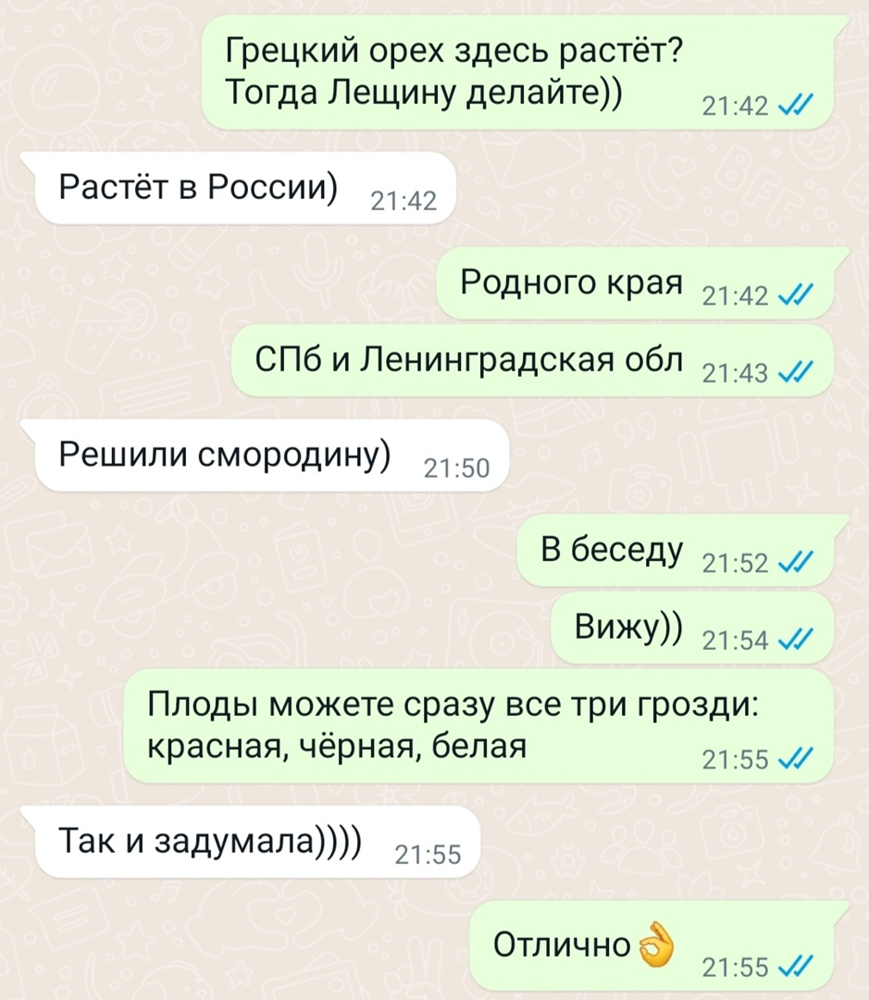 Грецкий орех здесь растёт?
Тогда Лещину делайте))
21:42
Растёт в России)
21:42
Родного края
21:42
СПб и Ленинградская обл
21:43
Решили смородину)
21:50
В беседу
21:52
Вижу))
21:54
Плоды можете сразу все три грозди:
красная, чёрная, белая
21:55
Так и задумала))))
21:55
Отлично👌
21:55